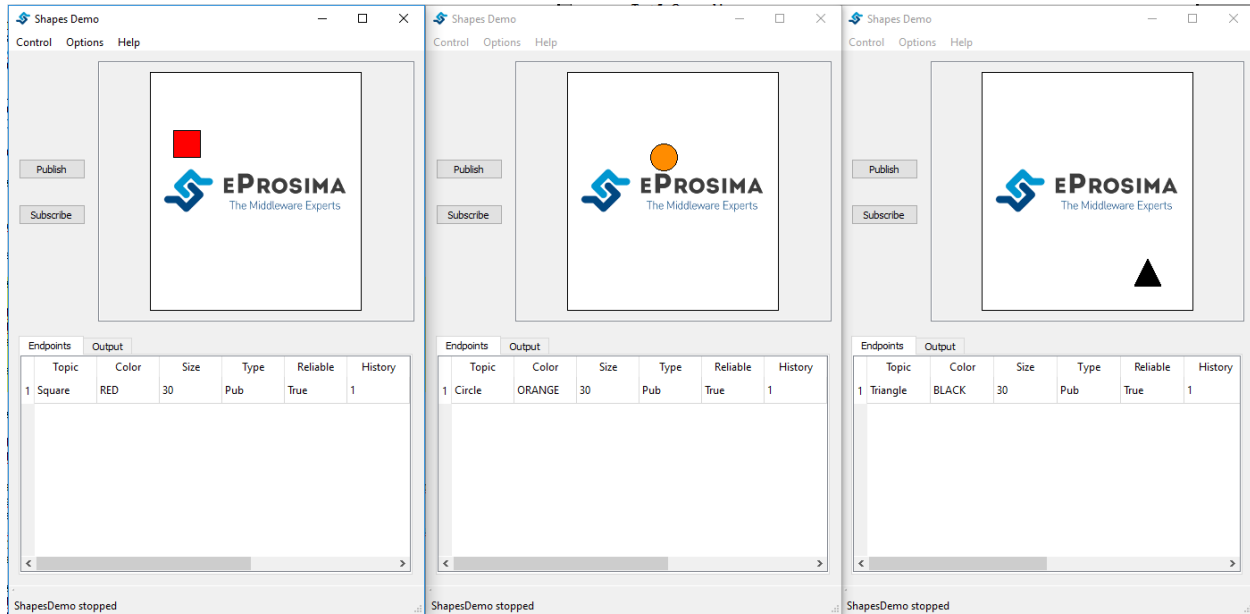 Shapes Demo
Control Options Help
Publish
Subscribe
ePROSIMA
The Middleware Experts
Endpoints Output
Topic Color Size Type Reliable History
1 Square RED 30 Pub True 1
ShapesDemo stopped
Shapes Demo
Control Options Help
Publish
Subscribe
ePROSIMA
The Middleware Experts
Endpoints Output
Topic Color Size Type Reliable History
1 Circle ORANGE 30 Pub True 1
ShapesDemo stopped
Shapes Demo
Control Options Help
Publish
Subscribe
ePROSIMA
The Middleware Experts
Endpoints Output
Topic Color Size Type Reliable History
1 Triangle BLACK 30 Pub True 1
ShapesDemo stopped